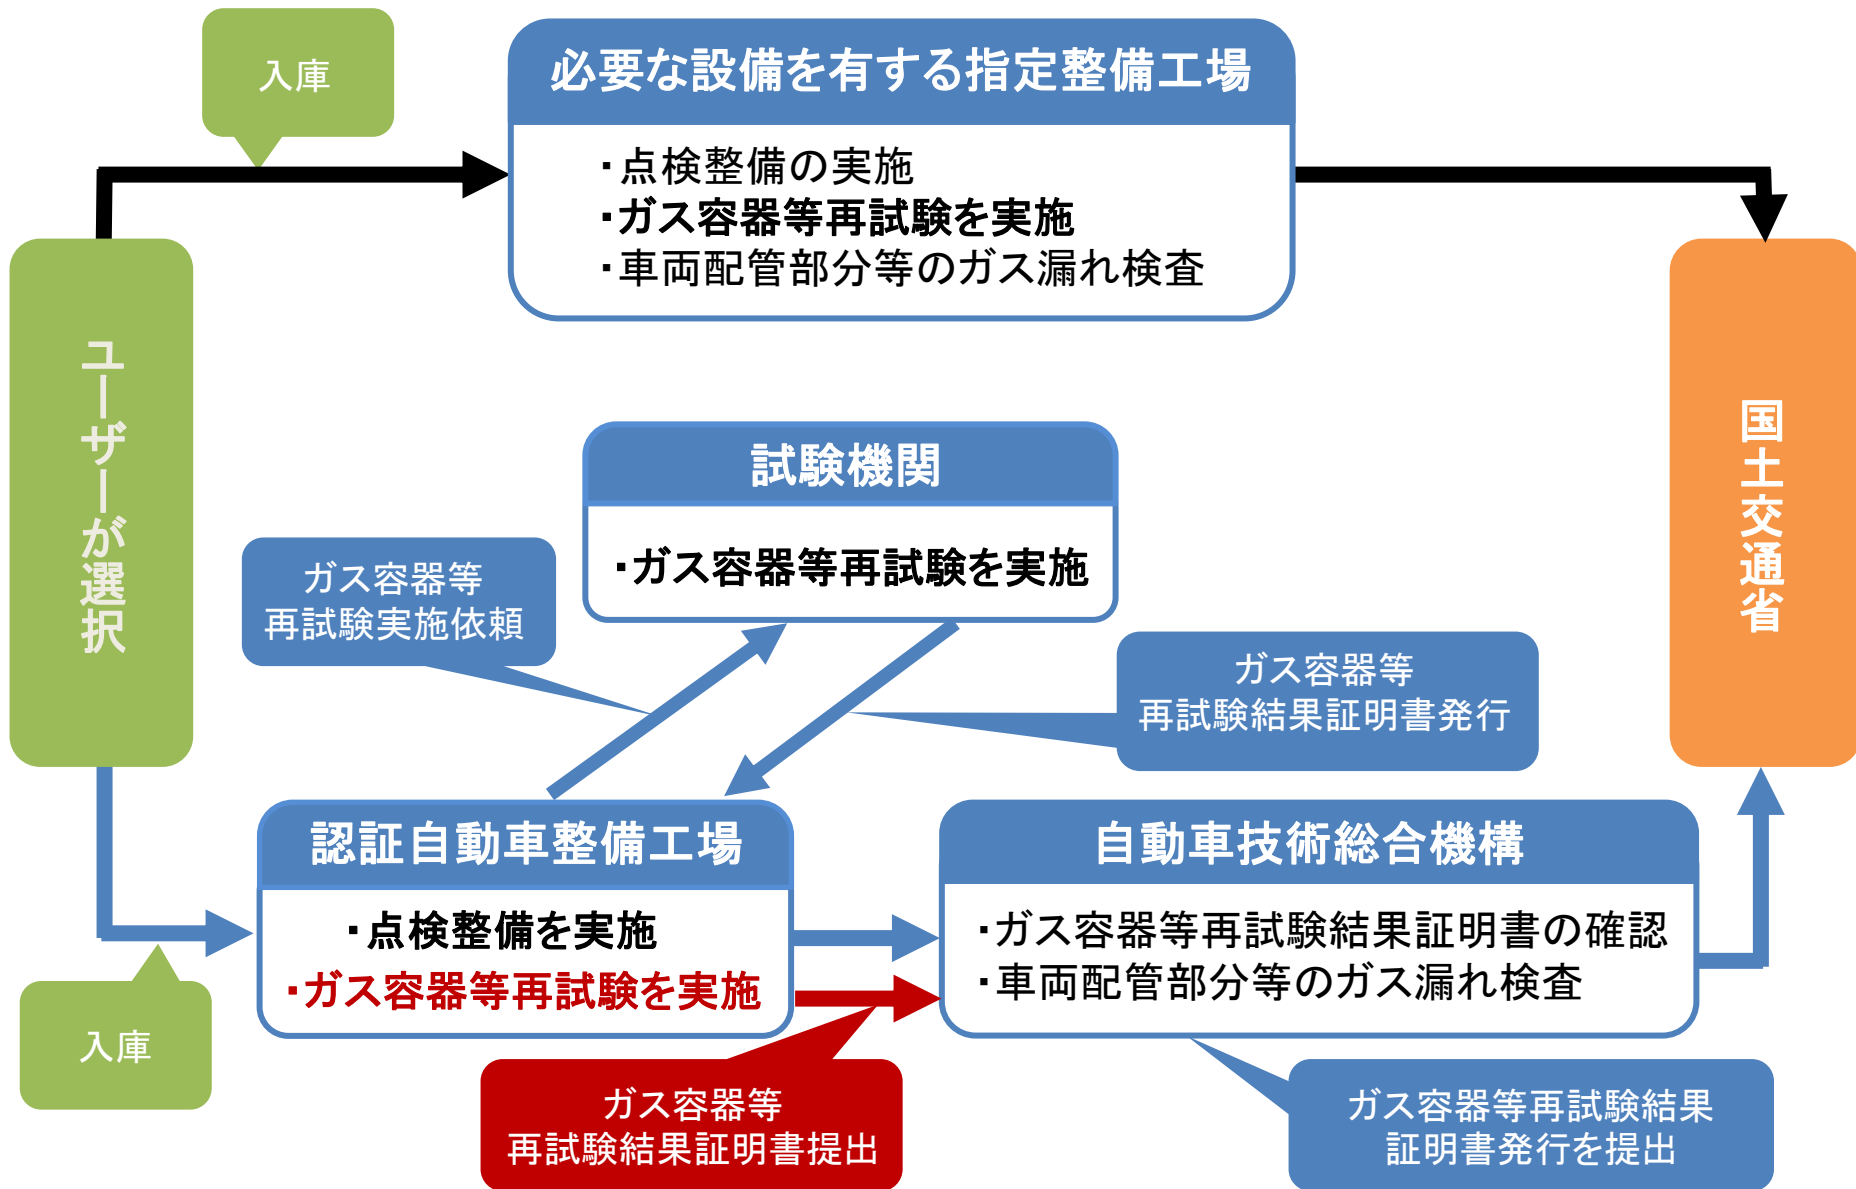 入庫
必要な設備を有する指定整備工場
・点検整備の実施
・ガス容器等再試験を実施
・車両配管部分等のガス漏れ検査
ユーザーが選択
国土交通省
試験機関
・ガス容器等再試験を実施
ガス容器等
再試験実施依頼
ガス容器等
再試験結果証明書発行
認証自動車整備工場
・点検整備を実施
・ガス容器等再試験を実施
自動車技術総合機構
・ガス容器等再試験結果証明書の確認
・車両配管部分等のガス漏れ検査
入庫
ガス容器等
再試験結果証明書提出
ガス容器等再試験結果
証明書発行を提出